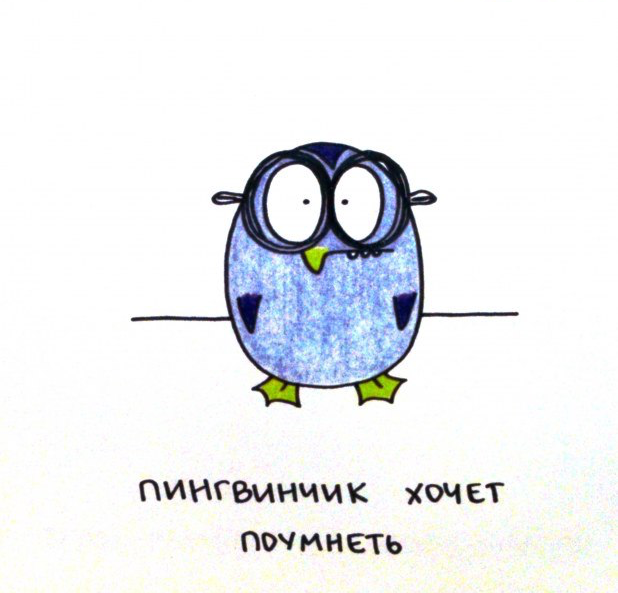 ПИНГВИНЧИК ХОЧЕТ
ПОУМНЕТЬ